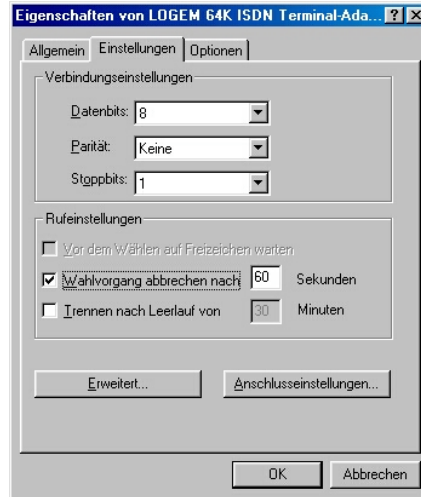 Eigenschaften von LOGEM 64K ISDN Terminal-Ada...
Allgemein Einstellungen Optionen
Verbindungseinstellungen
Datenbits: 8
Parität: Keine
Stoppbits: 1
Rufeinstellungen
Vor dem Wählen auf Freizeichen warten
Wahlvorgang abbrechen nach 60 Sekunden
Trennen nach Leerlauf von 30 Minuten
Erweitert... Anschlusseinstellungen...
OK Abbrechen